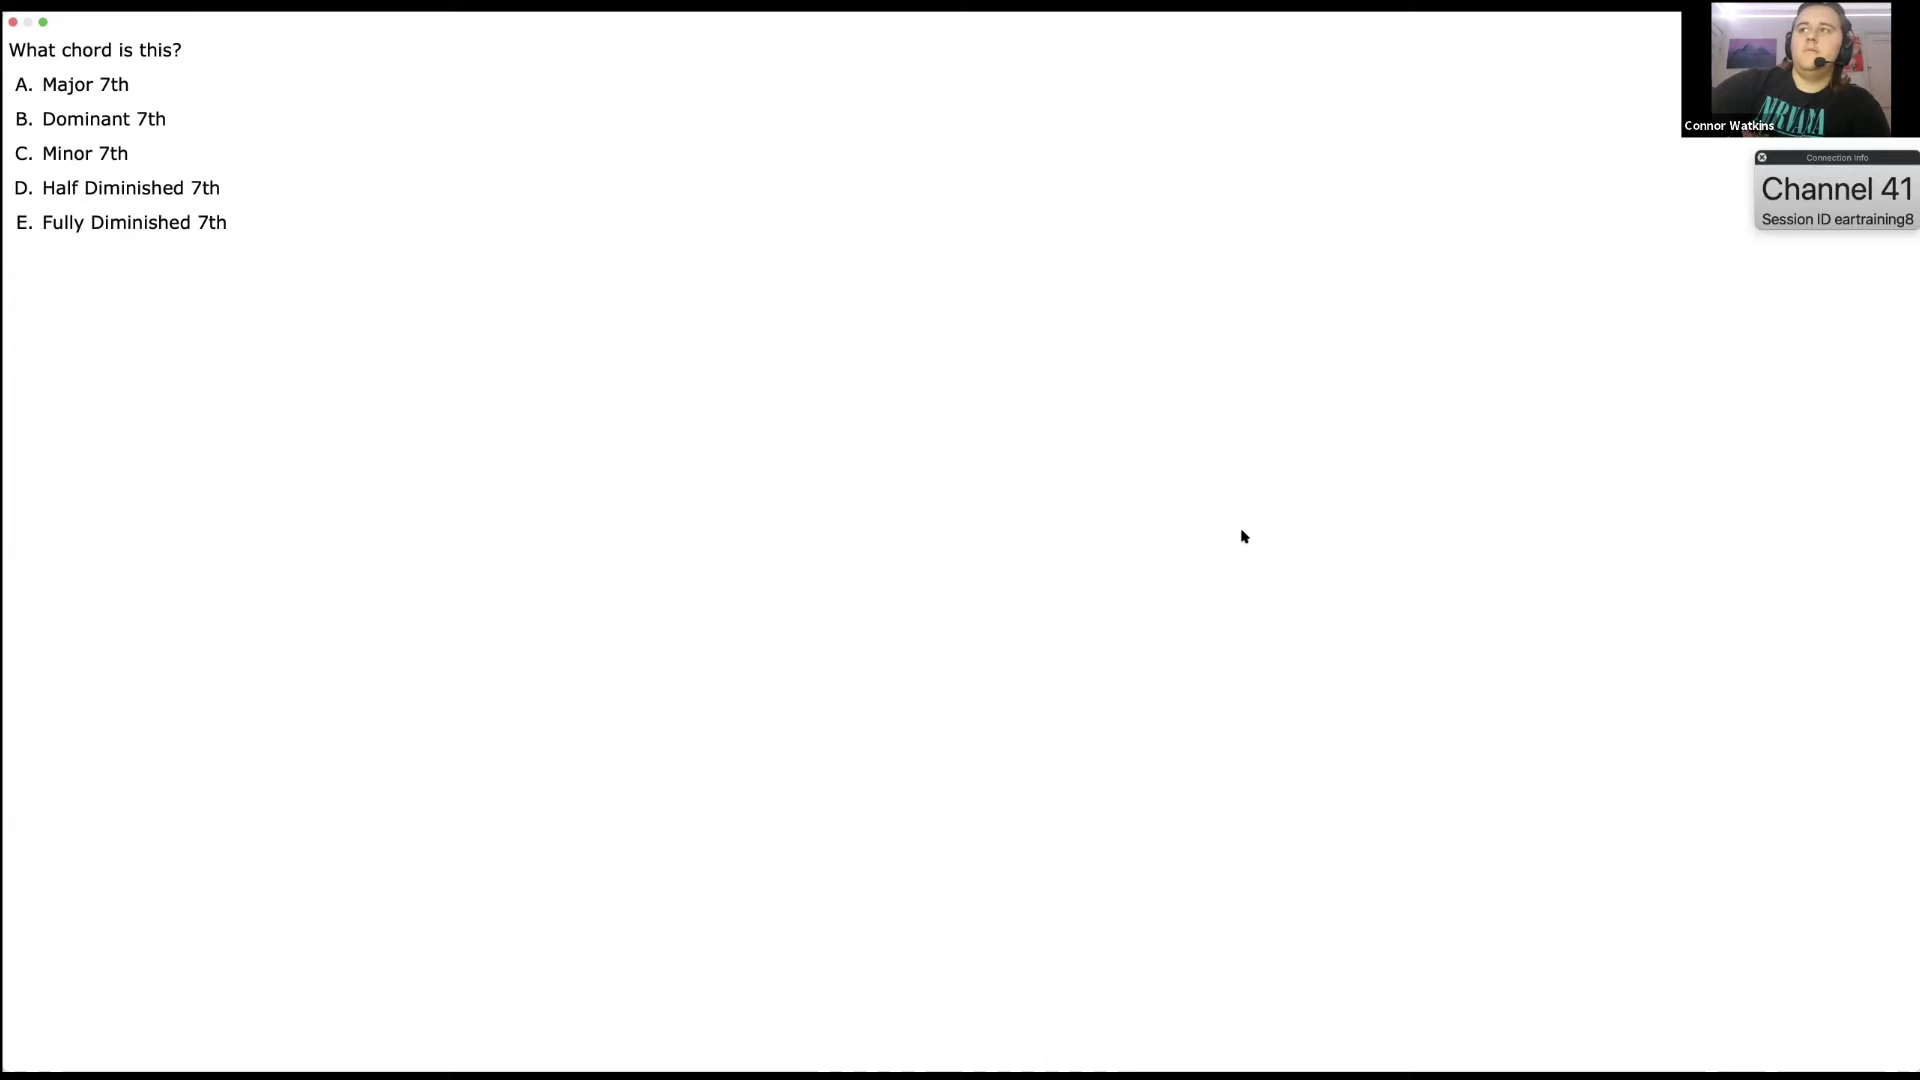 What chord is this?
A. Major 7th
B. Dominant 7th
C. Minor 7th
D. Half Diminished 7th
E. Fully Diminished 7th
NIRVANA
Connor Watkins
Connection Info
Channel 41
Session ID eartraining8